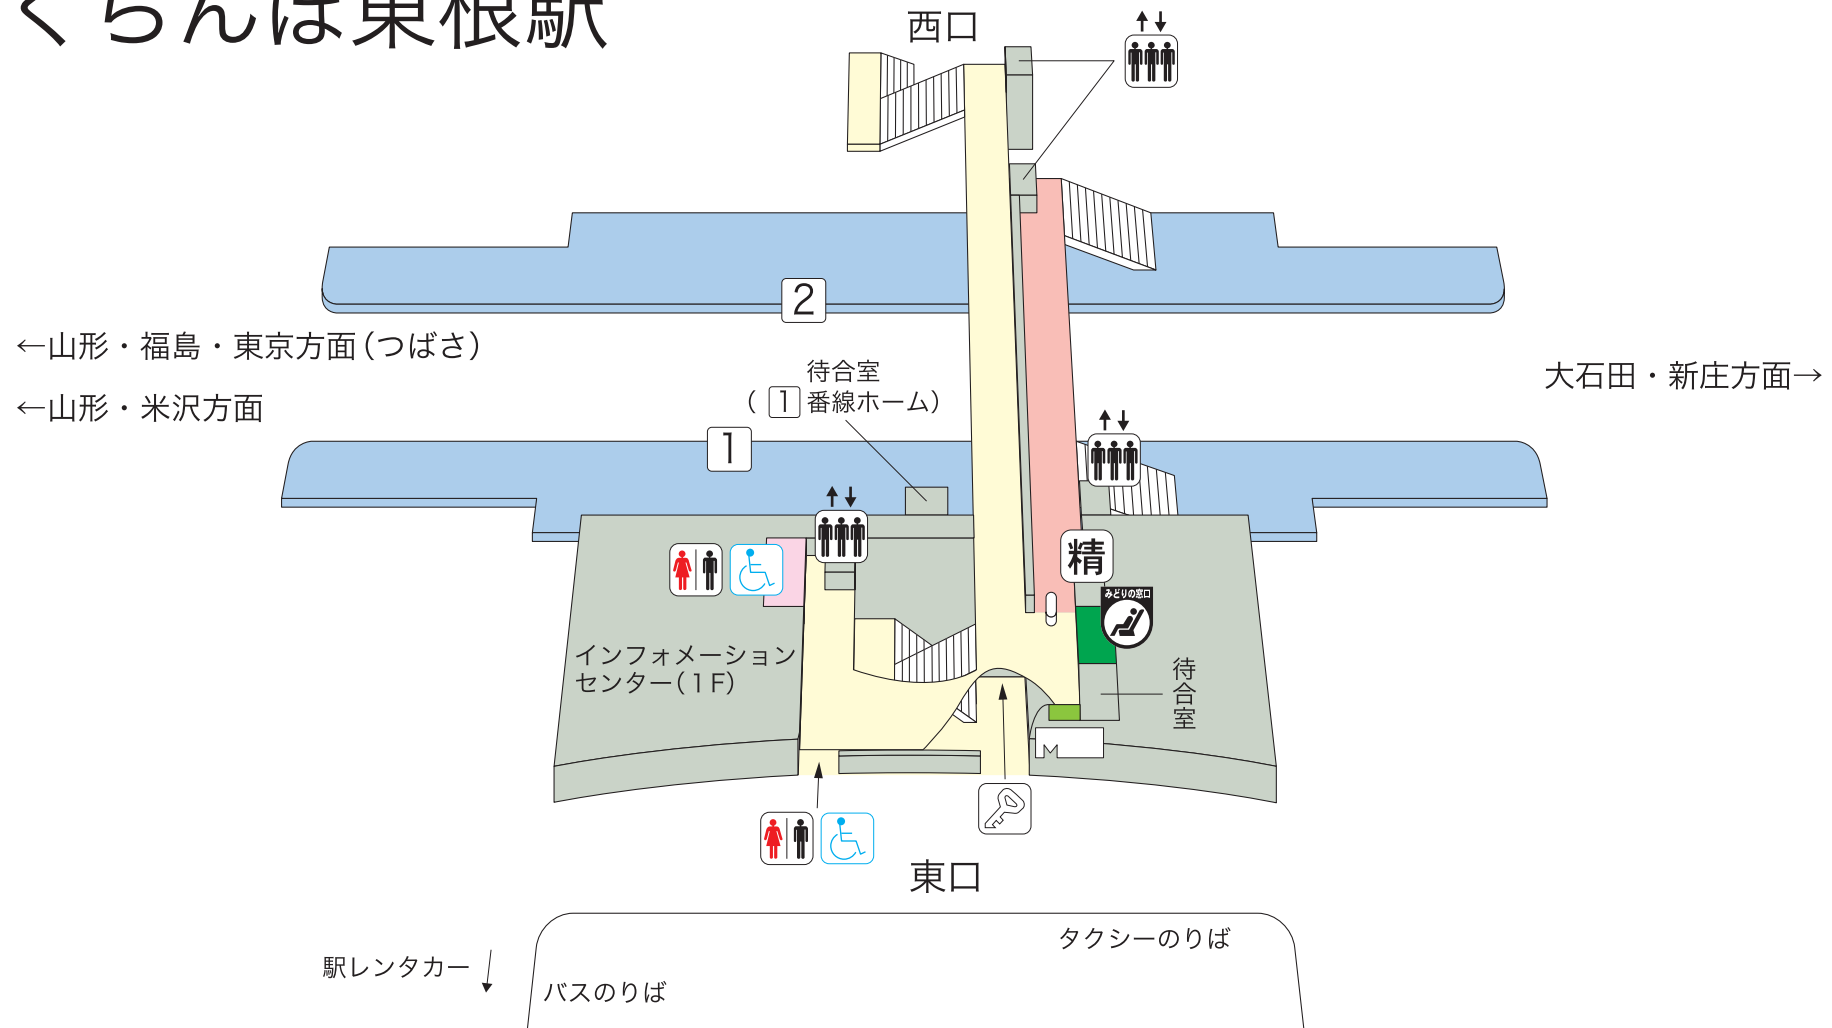 くらんぼ東根駅
西口
2
←山形・福島・東京方面(つばさ)
←山形・米沢方面
大石田・新庄方面→
待合室
( 1 番線ホーム)
1
精
みどりの窓口
インフォメーション
センター(1F)
待合室
東口
タクシーのりば
駅レンタカー
バスのりば